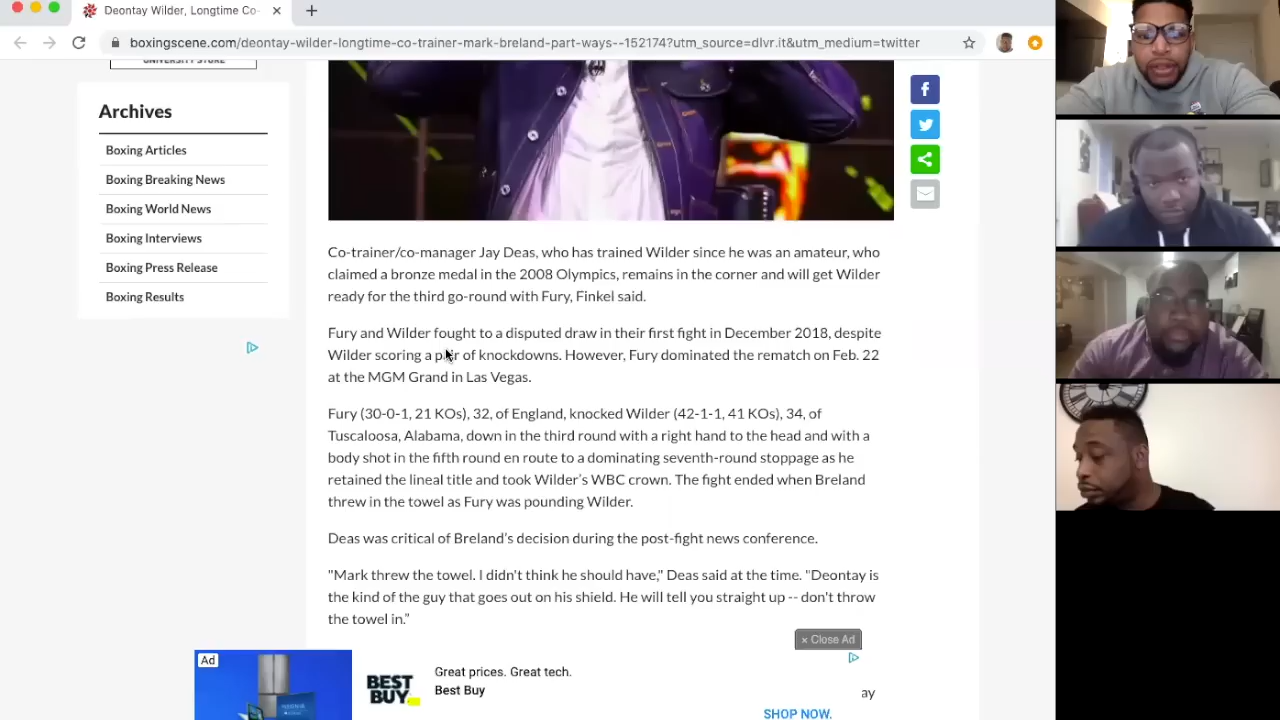 Deontay Wilder, Longtime Co-
boxingscene.com/deontay-wilder-longtime-co-trainer-mark-breland-part-ways--152174?utm_source=dlvr.it&utm_medium=twitter
UNIVERSITY STORE
Archives
Boxing Articles
Boxing Breaking News
Boxing World News
Boxing Interviews
Boxing Press Release
Boxing Results
Co-trainer/co-manager Jay Deas, who has trained Wilder since he was an amateur, who
claimed a bronze medal in the 2008 Olympics, remains in the corner and will get Wilder
ready for the third go-round with Fury, Finkel said.
Fury and Wilder fought to a disputed draw in their first fight in December 2018, despite
Wilder scoring a pair of knockdowns. However, Fury dominated the rematch on Feb. 22
at the MGM Grand in Las Vegas.
Fury (30-0-1, 21 KOs), 32, of England, knocked Wilder (42-1-1, 41 KOs), 34, of
Tuscaloosa, Alabama, down in the third round with a right hand to the head and with a
body shot in the fifth round en route to a dominating seventh-round stoppage as he
retained the lineal title and took Wilder's WBC crown. The fight ended when Breland
threw in the towel as Fury was pounding Wilder.
Deas was critical of Breland's decision during the post-fight news conference.
"Mark threw the towel. I didn't think he should have," Deas said at the time. "Deontay is
the kind of the guy that goes out on his shield. He will tell you straight up -- don't throw
the towel in."
× Close Ad
Ad
BEST BUY
Great prices. Great tech.
Best Buy
ay
SHOP NOW.